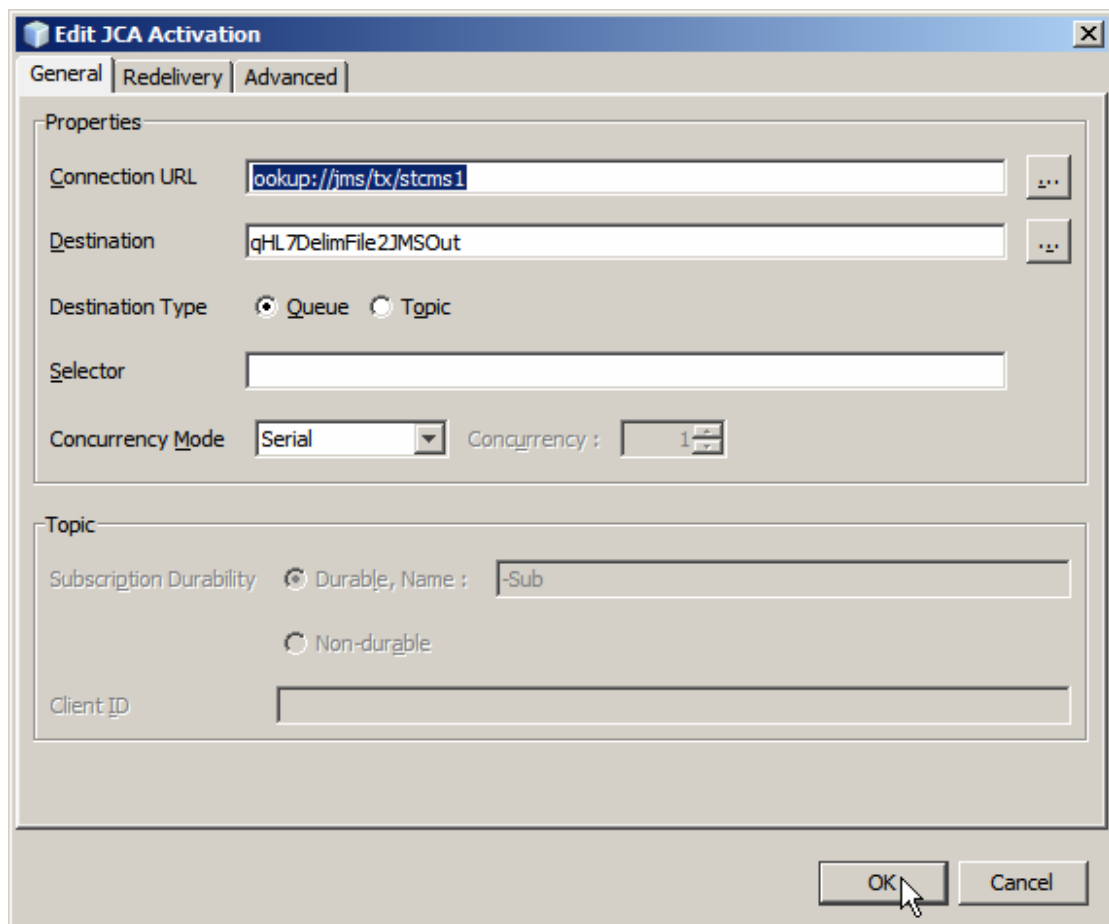 Edit JCA Activation
General Redelivery Advanced
Properties
Connection URL ookup://jms/tx/stcms1 ...
Destination qHL7DelimFile2JMSOut ...
Destination Type Queue Topic
Selector
Concurrency Mode Serial Concurrency : 1
Topic
Subscription Durability Durable, Name : -Sub
Non-durable
Client ID
OK Cancel